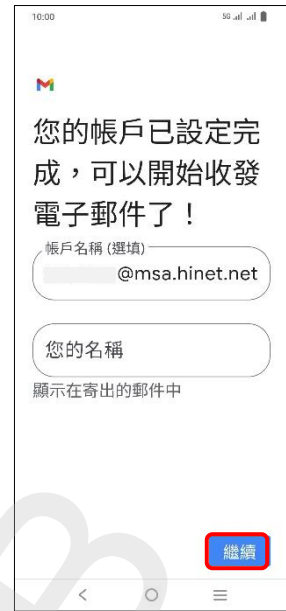 10:00
5G
您的帳戶已設定完
成，可以開始收發
電子郵件了！
帳戶名稱 (選填)
@msa.hinet.net
您的名稱
顯示在寄出的郵件中
繼續